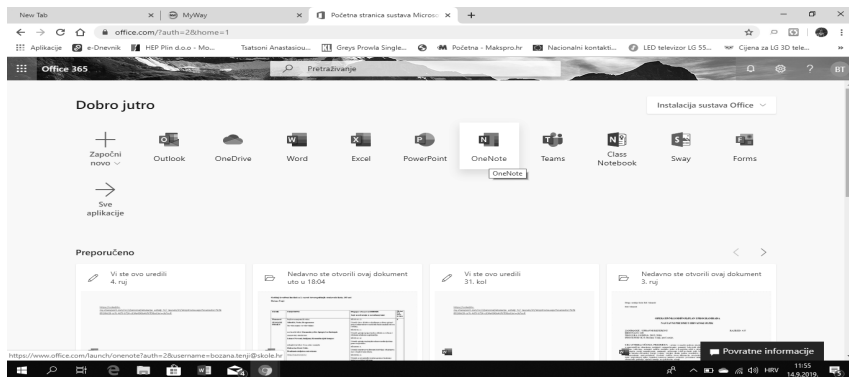 New Tab
MyWay
Početna stranica sustava Microso
office.com/?auth=2&home=1
Aplikacije
e-Dnevnik
HEP Plin d.o.o - Mo...
Tsatoni Anastasiou...
Greys Prowla Single...
Početna - Makspro.hr
Nacionalni kontakti...
LED televizor LG 55...
Cijena za LG 3D tele...
Office 365
Pretraživanje
BT
Dobro jutro
Instalacija sustava Office
Započni novo
Outlook
OneDrive
Word
Excel
PowerPoint
OneNote
Teams
Class Notebook
Sway
Forms
OneNote
Sve aplikacije
Preporučeno
Vi ste ovo uredili
4. ruj
Nedavno ste otvorili ovaj dokument
uto u 18:04
Vi ste ovo uredili
31. kol
Nedavno ste otvorili ovaj dokument
3. ruj
https://www.office.com/launch/onenote?auth=2&username=bozana.tenji@skole.hr
Povratne informacije
HRV
11:55
14.9.2019.